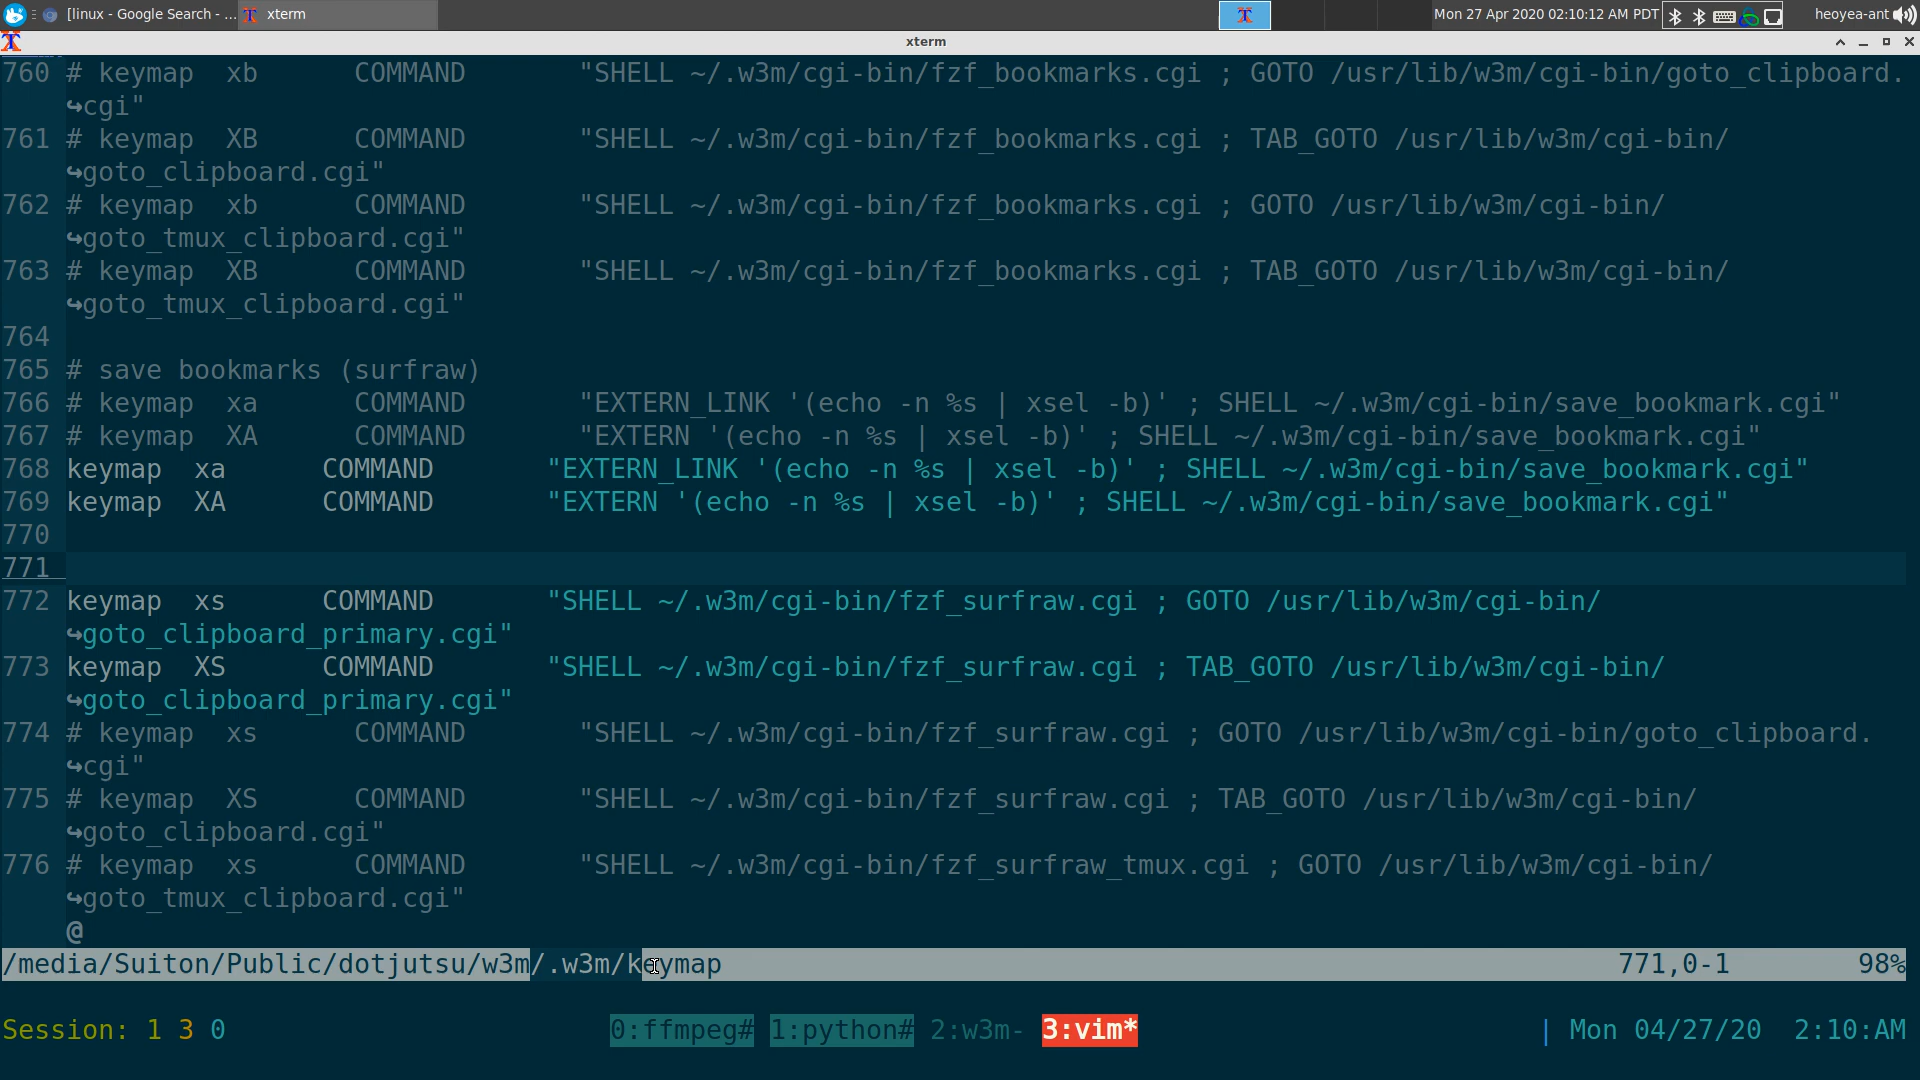 [linux - Google Search - ... xterm Mon 27 Apr 2020 02:10:12 AM PDT heoyea-ant
xterm
760 # keymap  xb      COMMAND       "SHELL ~/.w3m/cgi-bin/fzf_bookmarks.cgi ; GOTO /usr/lib/w3m/cgi-bin/goto_clipboard.
↪cgi"
761 # keymap  XB      COMMAND       "SHELL ~/.w3m/cgi-bin/fzf_bookmarks.cgi ; TAB_GOTO /usr/lib/w3m/cgi-bin/
↪goto_clipboard.cgi"
762 # keymap  xb      COMMAND       "SHELL ~/.w3m/cgi-bin/fzf_bookmarks.cgi ; GOTO /usr/lib/w3m/cgi-bin/
↪goto_tmux_clipboard.cgi"
763 # keymap  XB      COMMAND       "SHELL ~/.w3m/cgi-bin/fzf_bookmarks.cgi ; TAB_GOTO /usr/lib/w3m/cgi-bin/
↪goto_tmux_clipboard.cgi"
764
765 # save bookmarks (surfraw)
766 # keymap  xa      COMMAND       "EXTERN_LINK '(echo -n %s | xsel -b)' ; SHELL ~/.w3m/cgi-bin/save_bookmark.cgi"
767 # keymap  XA      COMMAND       "EXTERN '(echo -n %s | xsel -b)' ; SHELL ~/.w3m/cgi-bin/save_bookmark.cgi"
768 keymap  xa      COMMAND       "EXTERN_LINK '(echo -n %s | xsel -b)' ; SHELL ~/.w3m/cgi-bin/save_bookmark.cgi"
769 keymap  XA      COMMAND       "EXTERN '(echo -n %s | xsel -b)' ; SHELL ~/.w3m/cgi-bin/save_bookmark.cgi"
770
771
772 keymap  xs      COMMAND       "SHELL ~/.w3m/cgi-bin/fzf_surfraw.cgi ; GOTO /usr/lib/w3m/cgi-bin/
↪goto_clipboard_primary.cgi"
773 keymap  XS      COMMAND       "SHELL ~/.w3m/cgi-bin/fzf_surfraw.cgi ; TAB_GOTO /usr/lib/w3m/cgi-bin/
↪goto_clipboard_primary.cgi"
774 # keymap  xs      COMMAND       "SHELL ~/.w3m/cgi-bin/fzf_surfraw.cgi ; GOTO /usr/lib/w3m/cgi-bin/goto_clipboard.
↪cgi"
775 # keymap  XS      COMMAND       "SHELL ~/.w3m/cgi-bin/fzf_surfraw.cgi ; TAB_GOTO /usr/lib/w3m/cgi-bin/
↪goto_clipboard.cgi"
776 # keymap  xs      COMMAND       "SHELL ~/.w3m/cgi-bin/fzf_surfraw_tmux.cgi ; GOTO /usr/lib/w3m/cgi-bin/
↪goto_tmux_clipboard.cgi"
@
/media/Suiton/Public/dotjutsu/w3m/.w3m/keymap 771,0-1 98%
Session: 1 3 0 0:ffmpeg# 1:python# 2:w3m- 3:vim* | Mon 04/27/20  2:10:AM